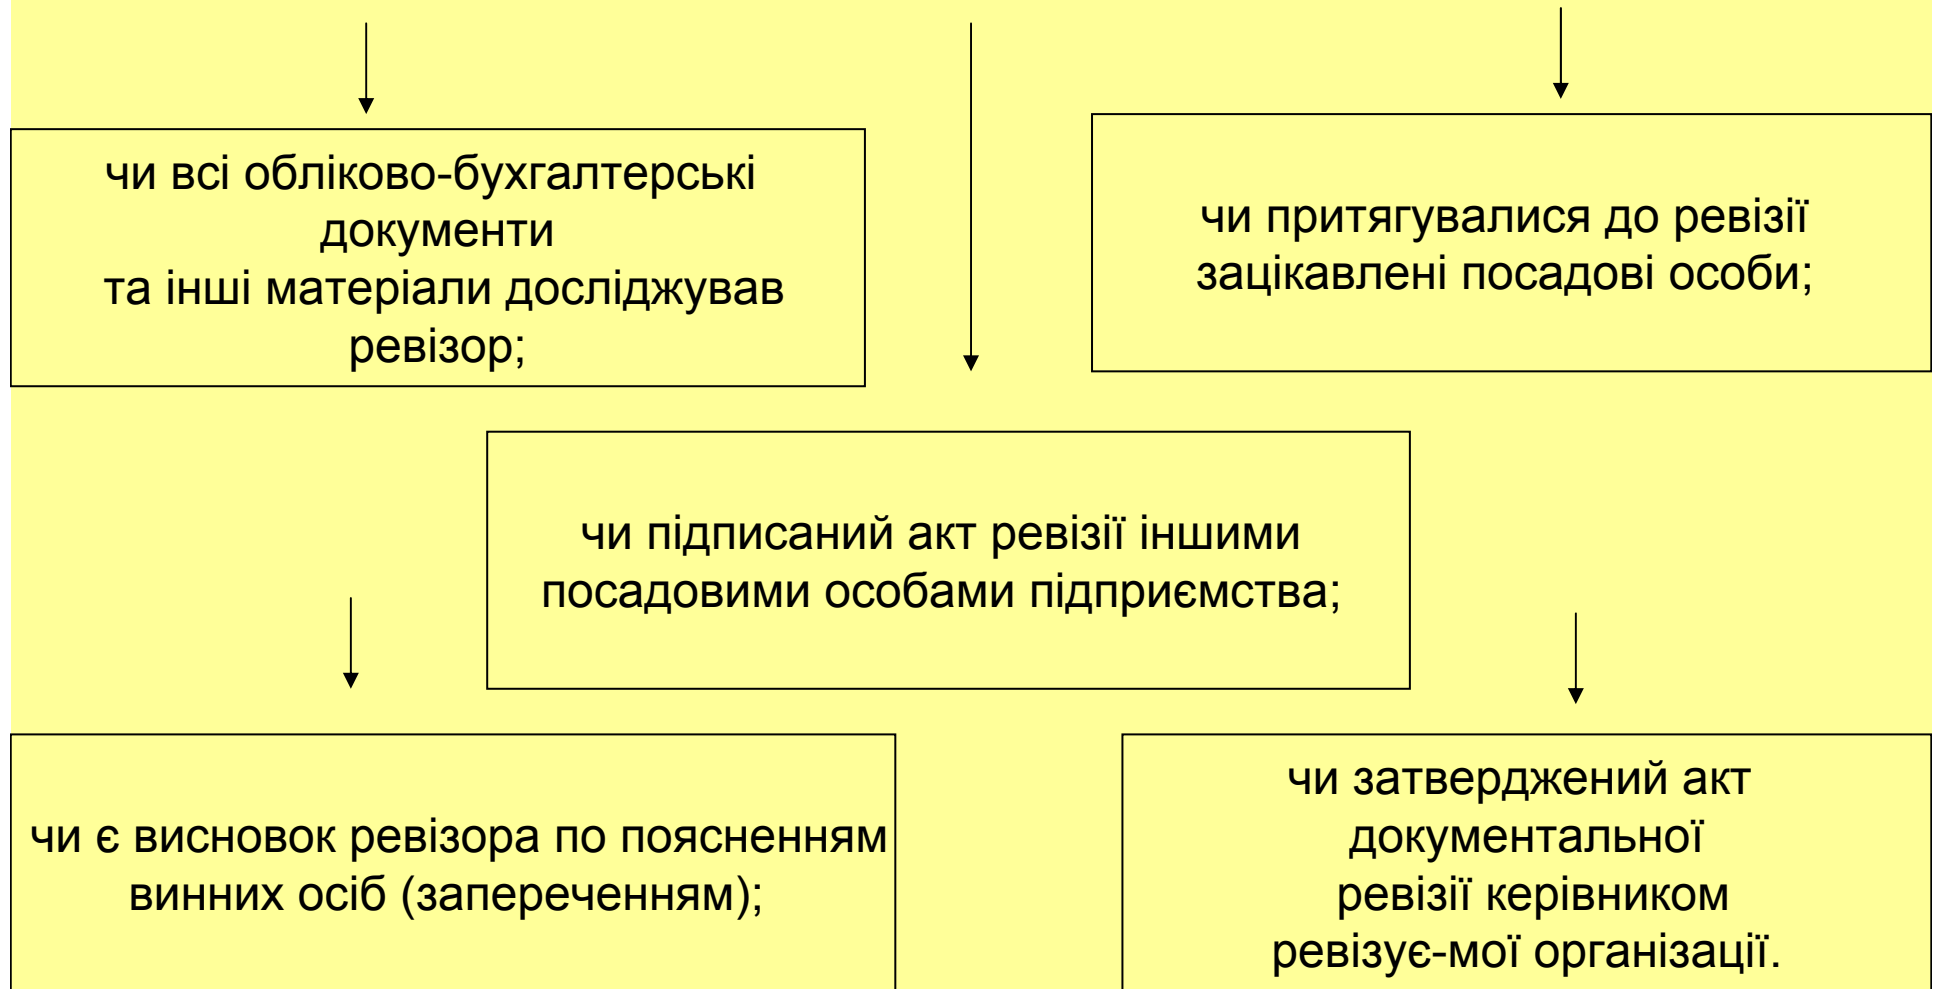 чи всі обліково-бухгалтерські
документи
та інші матеріали досліджував
ревізор;
чи притягувалися до ревізії
зацікавлені посадові особи;
чи підписаний акт ревізії іншими
посадовими особами підприємства;
чи є висновок ревізора по поясненням
винних осіб (запереченням);
чи затверджений акт
документальної
ревізії керівником
ревізує-мої організації.